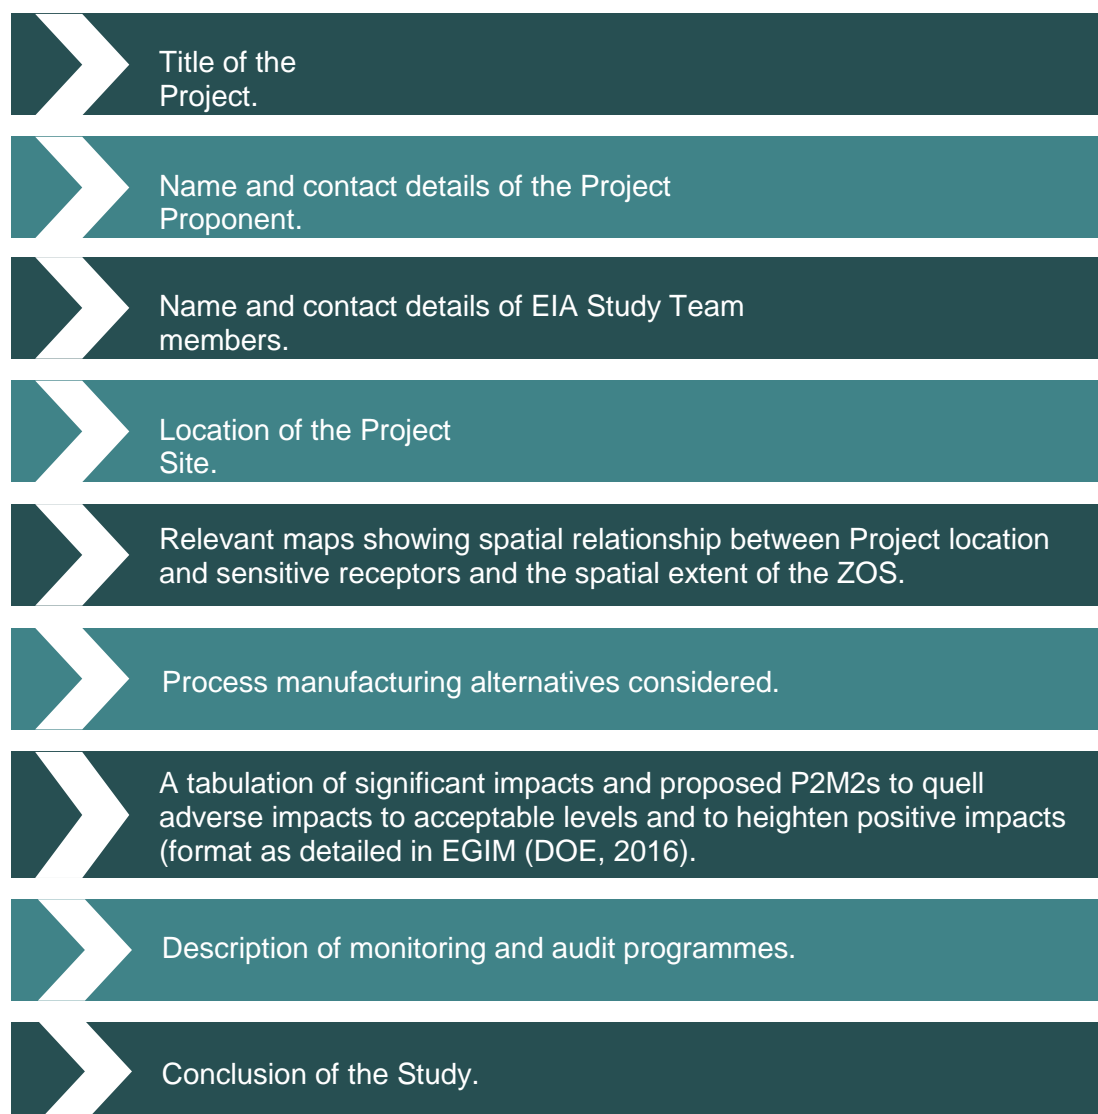 Title of the
Project.
Name and contact details of the Project
Proponent.
Name and contact details of EIA Study Team
members.
Location of the Project
Site.
Relevant maps showing spatial relationship between Project location
and sensitive receptors and the spatial extent of the ZOS.
Process manufacturing alternatives considered.
A tabulation of significant impacts and proposed P2M2s to quell
adverse impacts to acceptable levels and to heighten positive impacts
(format as detailed in EGIM (DOE, 2016).
Description of monitoring and audit programmes.
Conclusion of the Study.